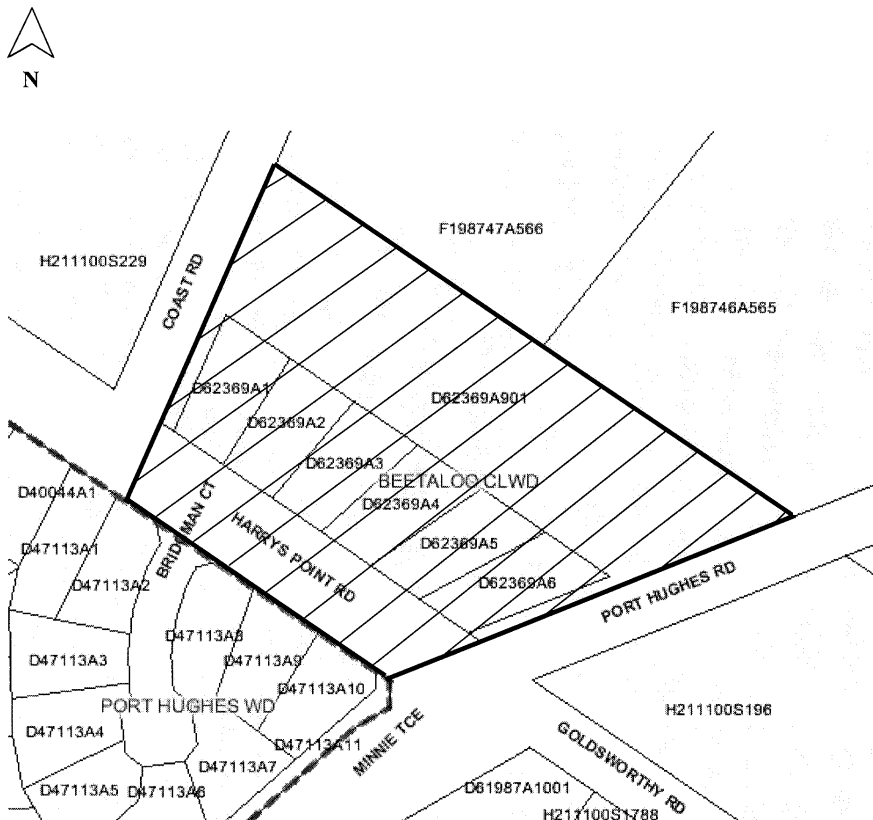 N
F198747A566
H211100S229
COAST RD
F198746A565
D62369A1
D62369A901
D62369A2
D62369A3
BEETALOO CLWD
D40044A1
D62369A4
BRIDGMAN CT
HARRYS POINT RD
D62369A5
D47113A1
D47113A2
D62369A6
PORT HUGHES RD
D47113A8
D47113A3
D47113A9
D47113A10
PORT HUGHES WD
H211100S196
D47113A4
MINNIE TCE
D47113A11
GOLDSWORTHY RD
D47113A7
D47113A5
D47113A6
D61987A1001
H211100S1788